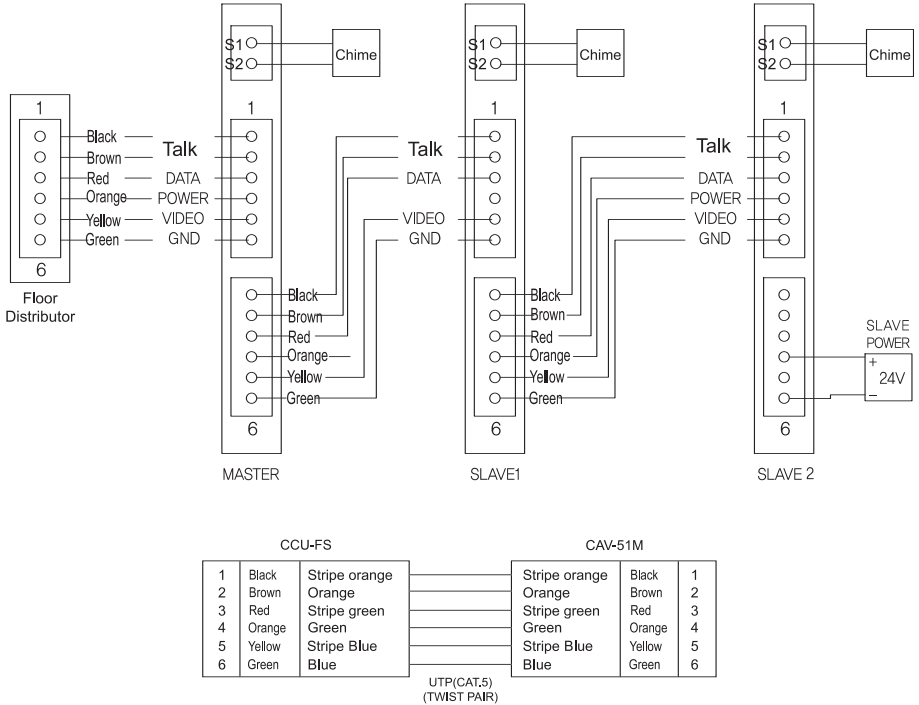 S1
S2
Chime
S1
S2
Chime
S1
S2
Chime
1
Black
Brown
Red
Orange
Yellow
Green
6
Floor
Distributor
Talk
DATA
POWER
VIDEO
GND
1
Black
Brown
Red
Orange
Yellow
Green
6
MASTER
Talk
DATA
VIDEO
GND
1
Black
Brown
Red
Orange
Yellow
Green
6
SLAVE1
Talk
DATA
POWER
VIDEO
GND
1
6
SLAVE 2
SLAVE
POWER
+
24V
–
CCU-FS
CAV-51M
1 Black Stripe orange Stripe orange Black 1
2 Brown Orange Orange Brown 2
3 Red Stripe green Stripe green Red 3
4 Orange Green Green Orange 4
5 Yellow Stripe Blue Stripe Blue Yellow 5
6 Green Blue Blue Green 6
UTP(CAT.5)
(TWIST PAIR)